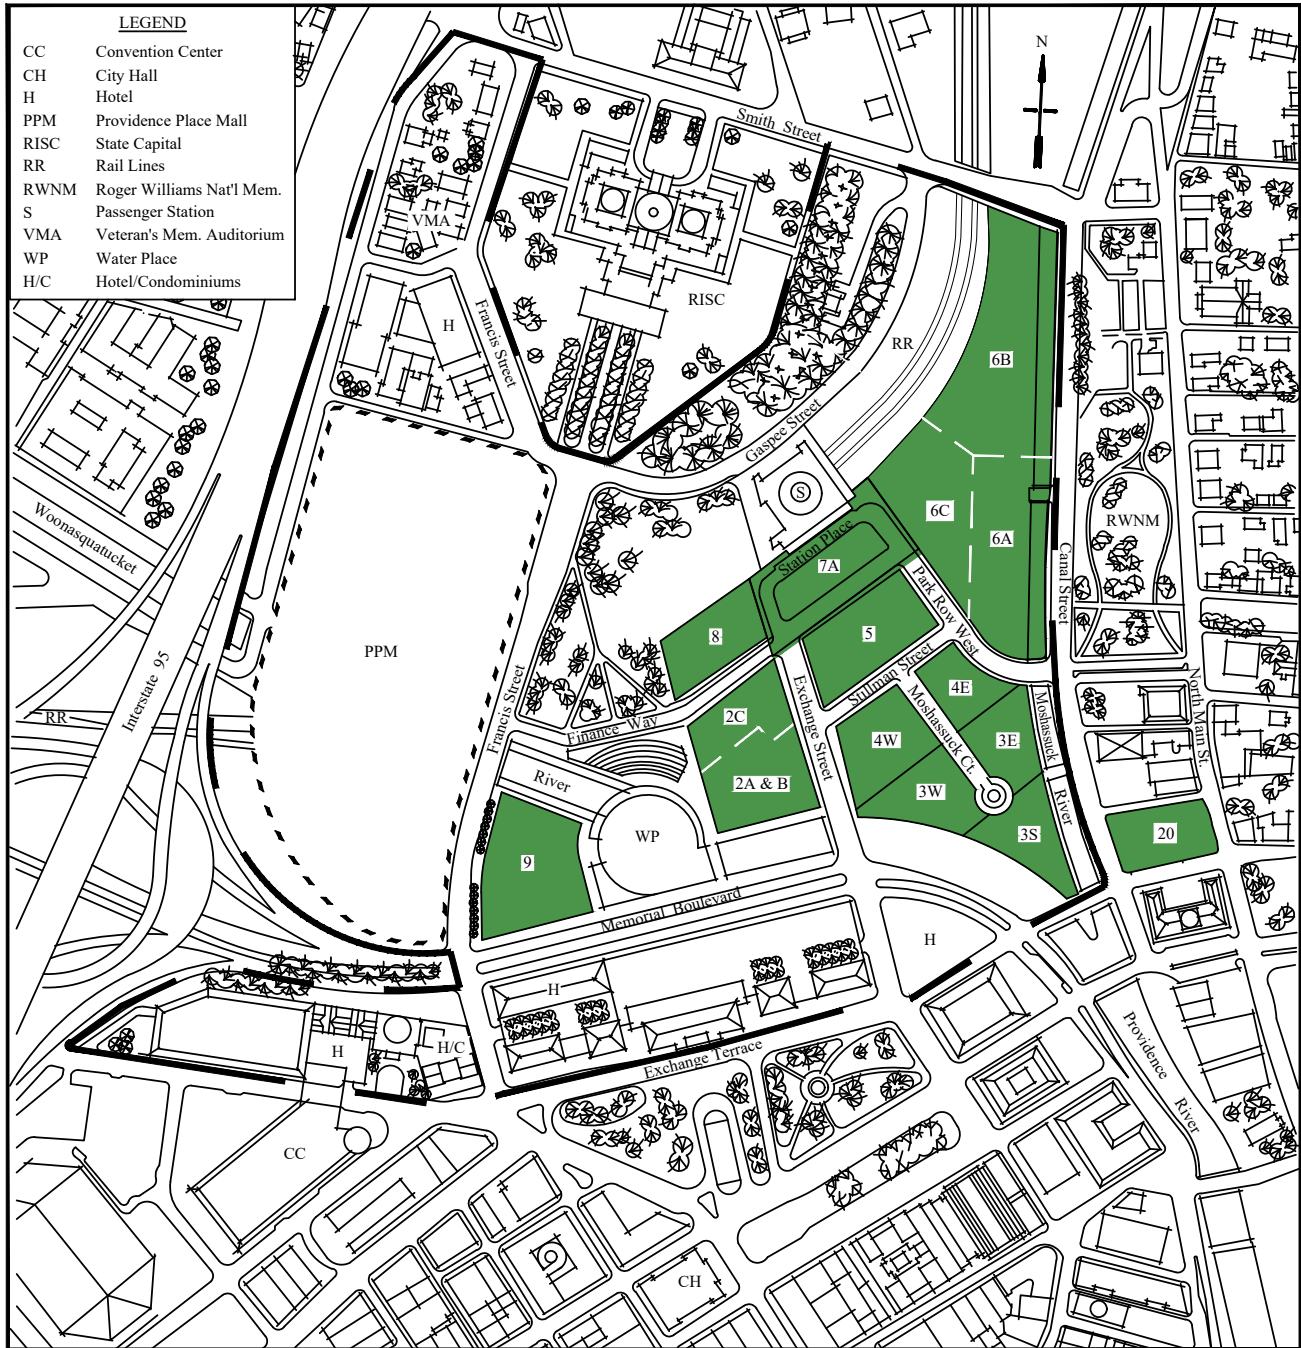 LEGEND
CC Convention Center
CH City Hall
H Hotel
PPM Providence Place Mall
RISC State Capital
RR Rail Lines
RWNM Roger Williams Nat'l Mem.
S Passenger Station
VMA Veteran's Mem. Auditorium
WP Water Place
H/C Hotel/Condominiums
N
Smith Street
VMA
RISC
Francis Street
H
RR
6B
Gaspee Street
S
6C
6A
RWNM
Woonasquatucket
Station Place
7A
Park Row West
Canal Street
8
5
PPM
Interstate 95
RR
Stillman Street
4E
North Main St.
Francis Street
Finance Way
2C
Exchange Street
Moshassuck Ct.
Moshassuck
River
4W
3E
River
2A & B
3W
WP
3S
20
9
Memorial Boulevard
H
H
H
H/C
Exchange Terrace
Providence
River
CC
CH